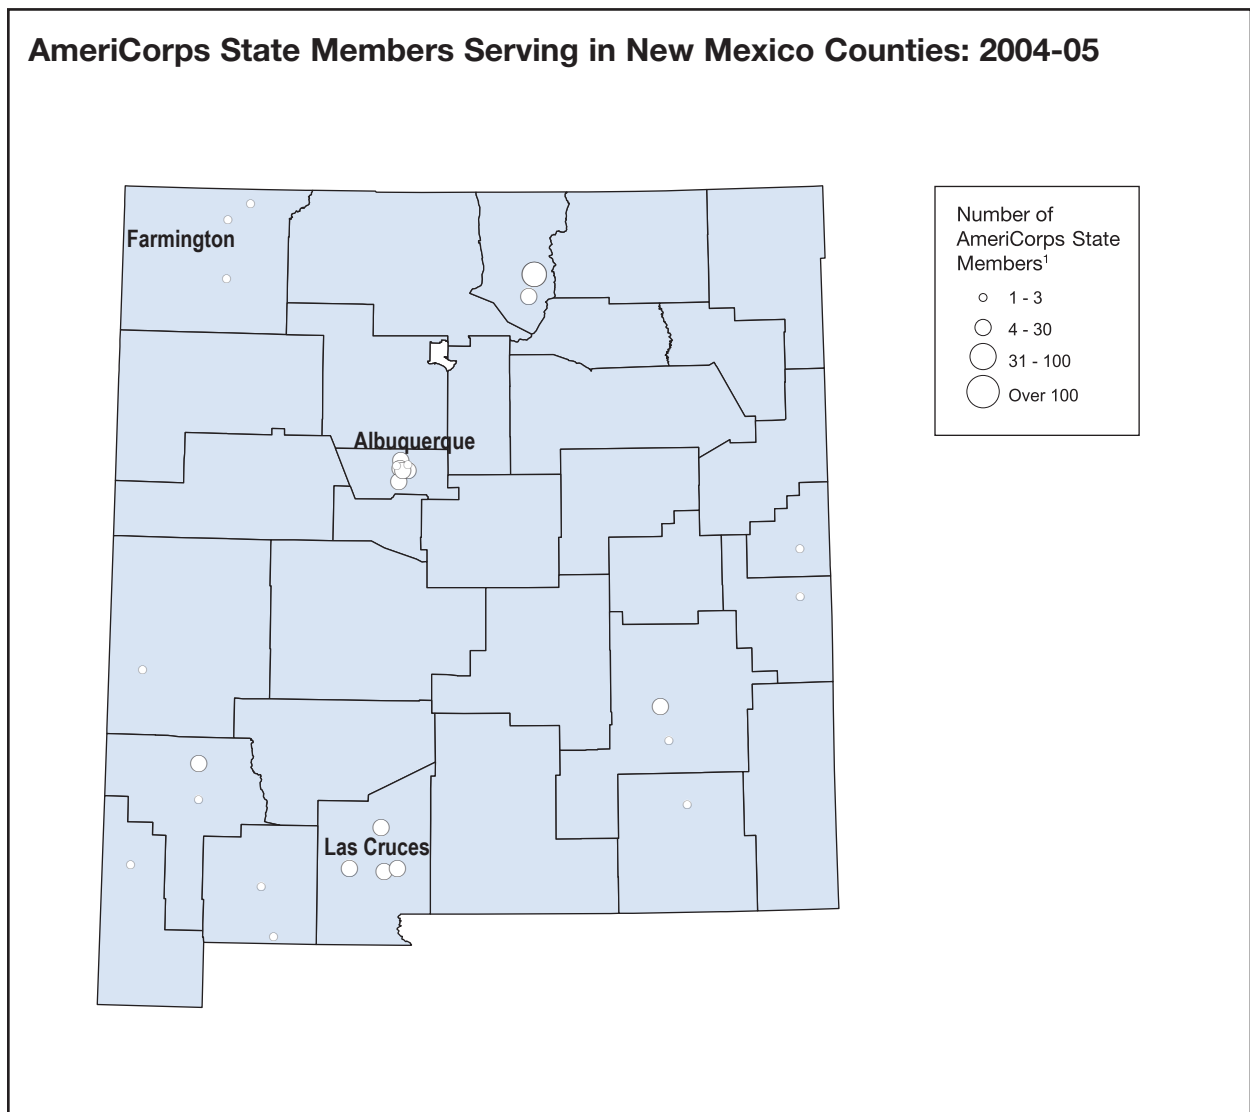 AmeriCorps State Members Serving in New Mexico Counties: 2004-05
Number of
AmeriCorps State
Members¹
1 - 3
4 - 30
31 - 100
Over 100
Farmington
Albuquerque
Las Cruces